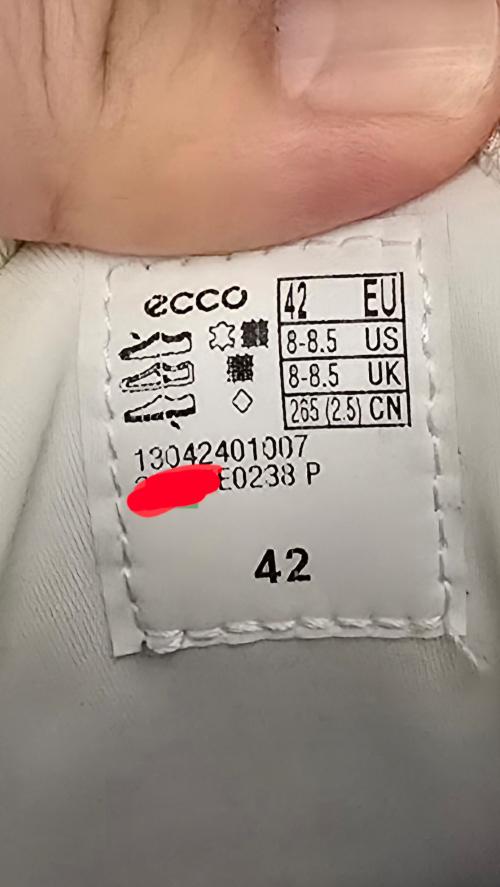 ecco
42 EU
8-8.5 US
8-8.5 UK
265 (2.5) CN
13042401007
E0238 P
42